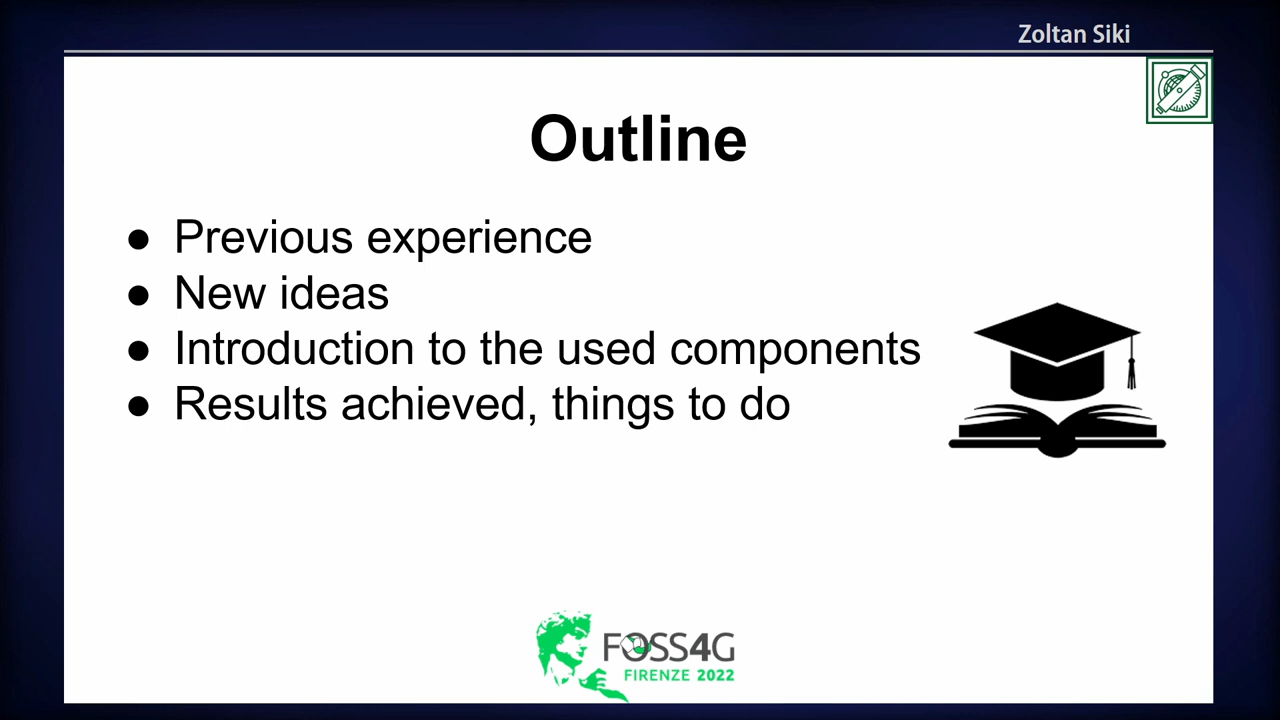 Zoltan Siki
Outline
● Previous experience
● New ideas
● Introduction to the used components
● Results achieved, things to do
FOSS4G
FIRENZE 2022